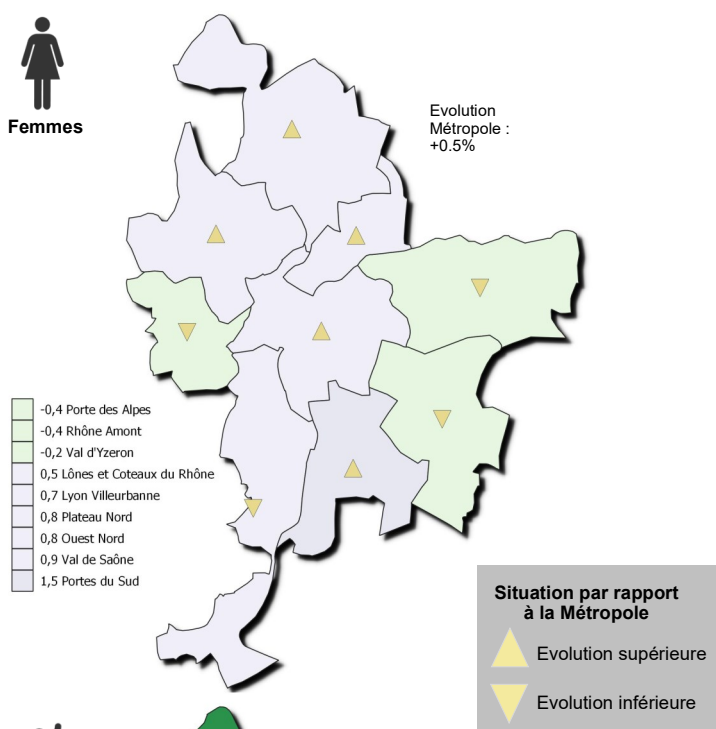 Femmes
Evolution
Métropole :
+0.5%
-0,4 Porte des Alpes
-0,4 Rhône Amont
-0,2 Val d'Yzeron
0,5 Lônes et Coteaux du Rhône
0,7 Lyon Villeurbanne
0,8 Plateau Nord
0,8 Ouest Nord
0,9 Val de Saône
1,5 Portes du Sud
Situation par rapport
à la Métropole
Evolution supérieure
Evolution inférieure